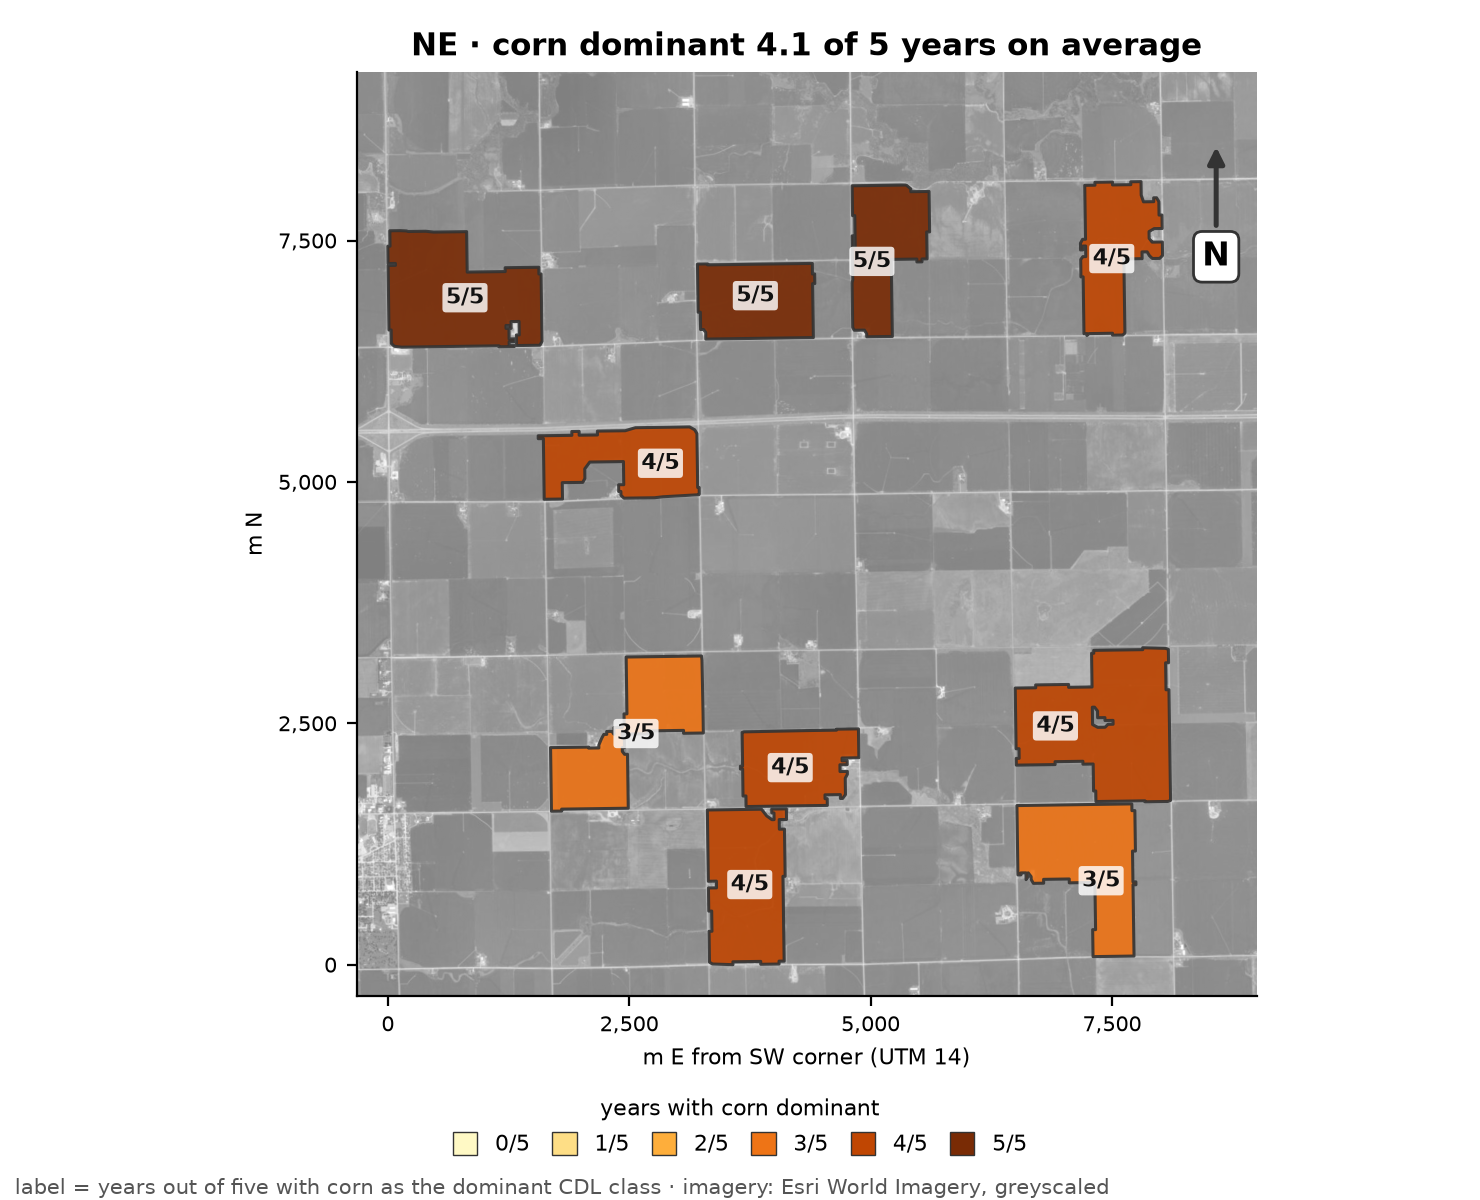 NE · corn dominant 4.1 of 5 years on average
N
7,500
5,000
2,500
0
m N
5/5
5/5
5/5
4/5
4/5
3/5
4/5
4/5
4/5
3/5
0
2,500
5,000
7,500
m E from SW corner (UTM 14)
years with corn dominant
0/5 1/5 2/5 3/5 4/5 5/5
label = years out of five with corn as the dominant CDL class · imagery: Esri World Imagery, greyscaled